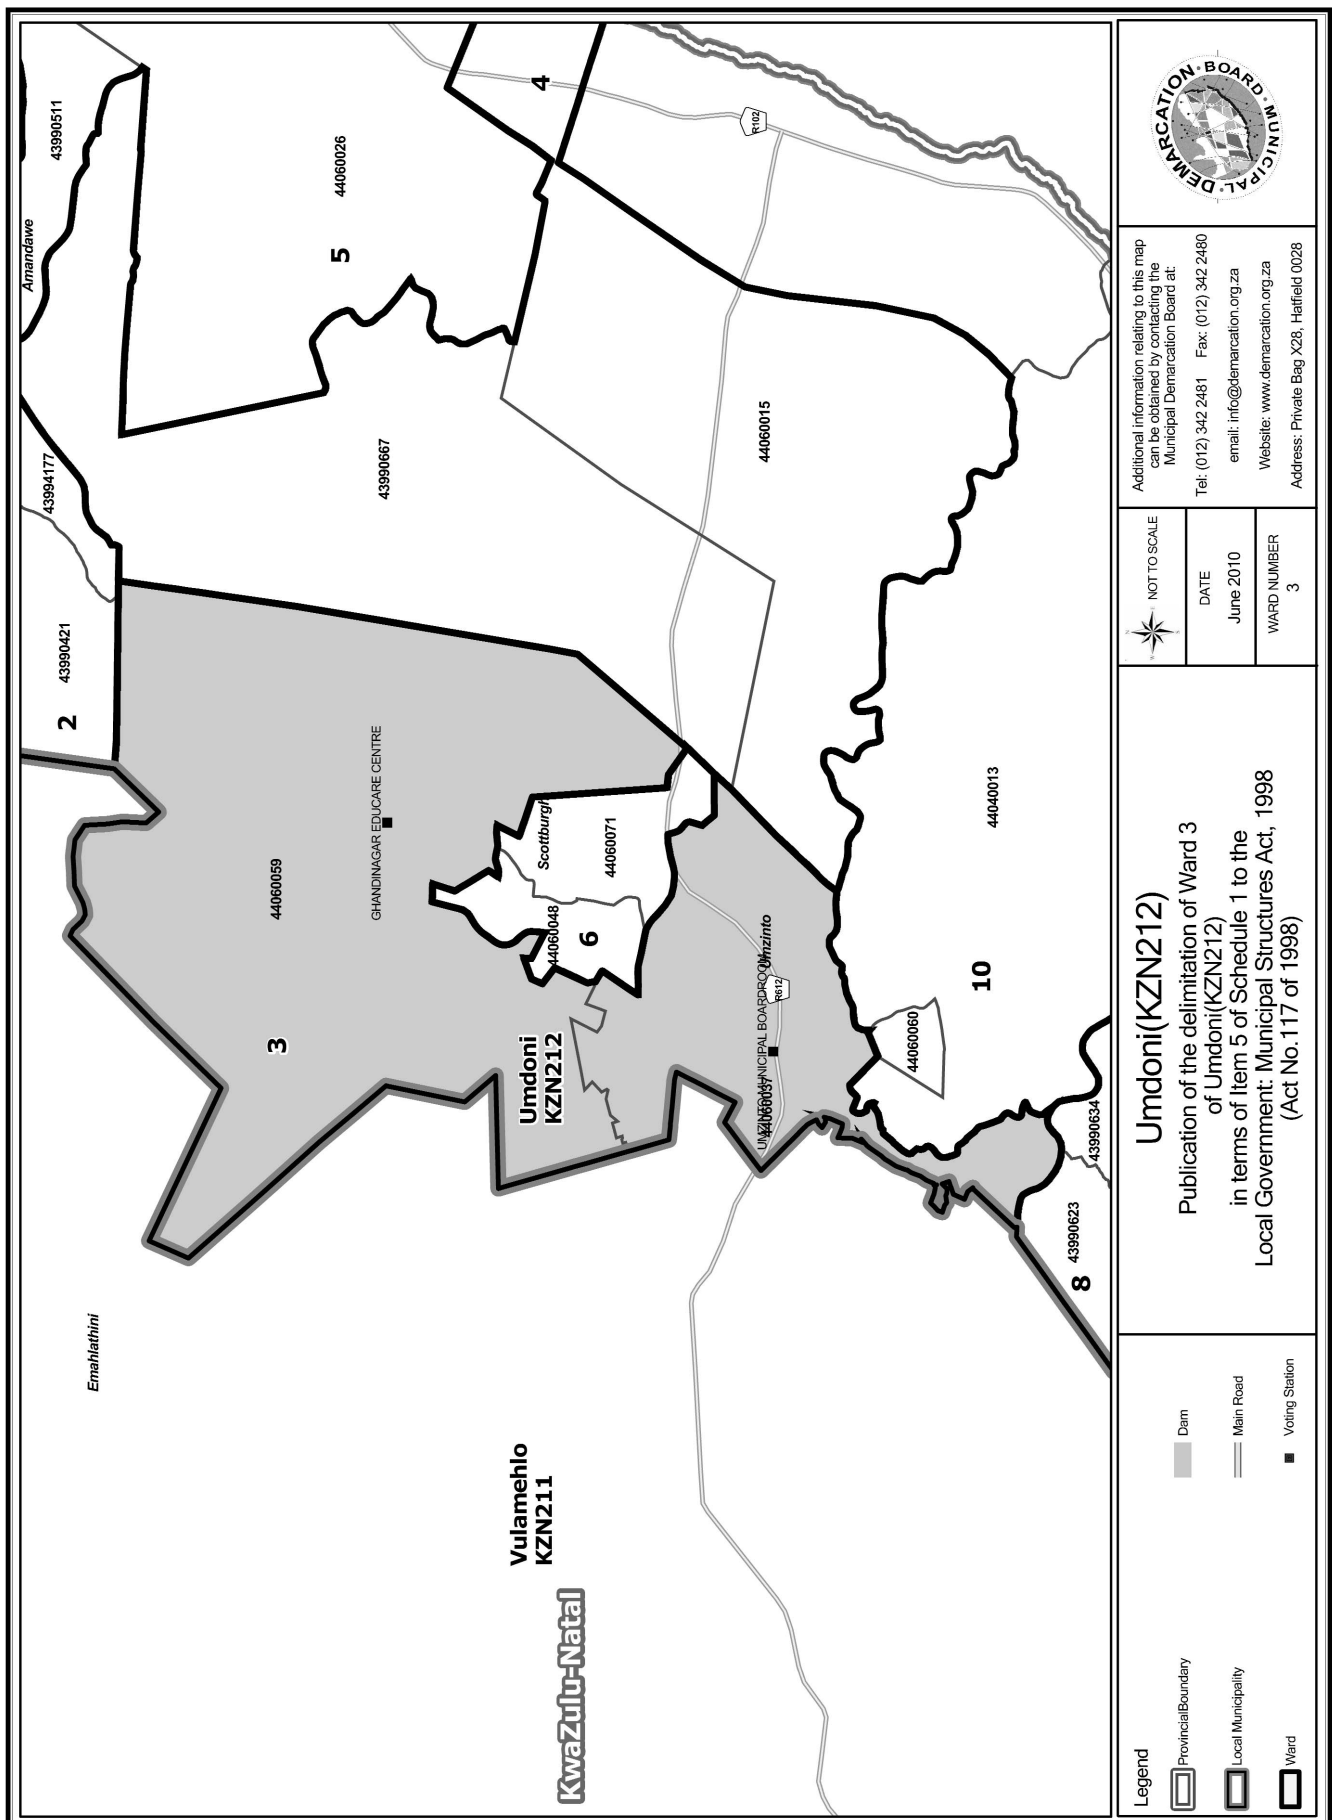 Emahlathini
Amandawe
43990511
43994177
43990421
2
44060026
5
4
44060059
GHANDINAGAR EDUCARE CENTRE
3
43990667
Vulamehlo
KZN211
KwaZulu-Natal
Umdoni
KZN212
Scottburgh
44060071
44060048
6
R102
44060015
Umzinto
R612
UMZINTO MUNICIPAL BOARDROOM
44060037
44060060
10
44040013
43990634
43990623
8
Legend
ProvincialBoundary
Local Municipality
Ward
Dam
Main Road
Voting Station
Umdoni(KZN212)
Publication of the delimitation of Ward 3
of Umdoni(KZN212)
in terms of Item 5 of Schedule 1 to the
Local Government: Municipal Structures Act, 1998
(Act No.117 of 1998)
N
W
S
NOT TO SCALE
DATE
June 2010
WARD NUMBER
3
Additional information relating to this map
can be obtained by contacting the
Municipal Demarcation Board at:
Tel: (012) 342 2481 Fax: (012) 342 2480
email: info@demarcation.org.za
Website: www.demarcation.org.za
Address: Private Bag X28, Hatfield 0028
MUNICIPAL · DEMARCATION · BOARD ·